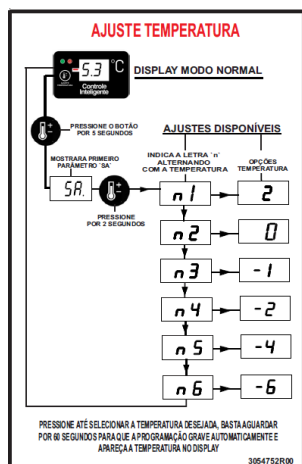 AJUSTE TEMPERATURA
-5.3 °C
Controle
Inteligente
DISPLAY MODO NORMAL
PRESSIONE O BOTÃO
POR 5 SEGUNDOS
AJUSTES DISPONÍVEIS
MOSTRARA PRIMEIRO
PARÂMETRO `SA´
INDICA A LETRA `n´
ALTERNANDO
COM A TEMPERATURA
OPÇÕES
TEMPERATURA
SA.
PRESSIONE
POR 2 SEGUNDOS
n1 2
n2 0
n3 -1
n4 -2
n5 -4
n6 -6
PRESSIONE ATÉ SELECIONAR A TEMPERATURA DESEJADA, BASTA AGUARDAR
POR 60 SEGUNDOS PARA QUE A PROGRAMAÇÃO GRAVE AUTOMATICAMENTE E
APAREÇA A TEMPERATURA NO DISPLAY
3054752R00